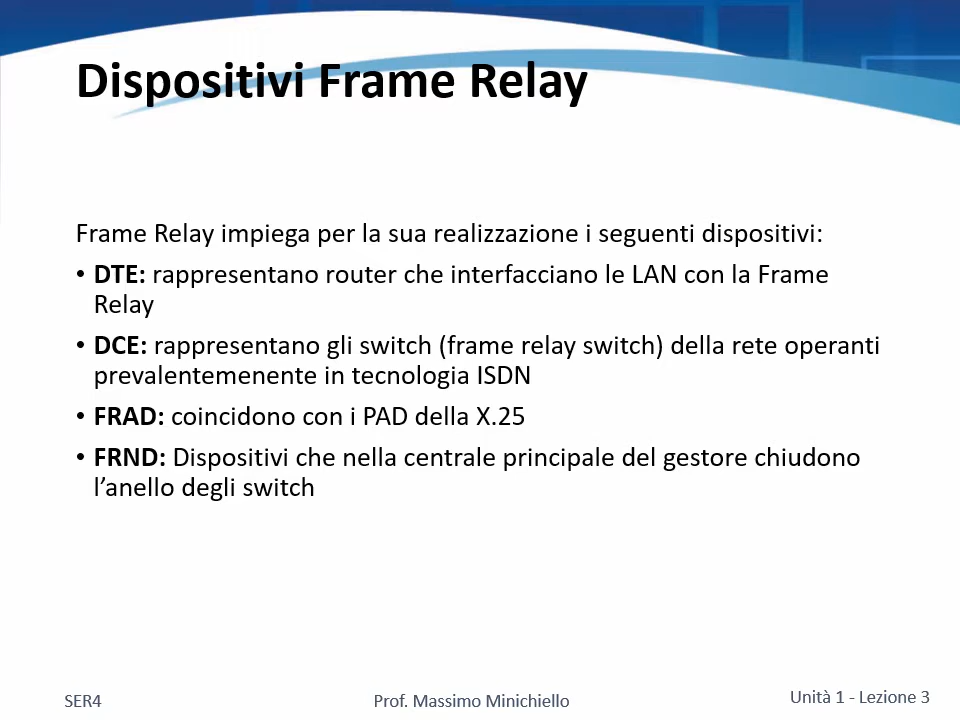 Dispositivi Frame Relay
Frame Relay impiega per la sua realizzazione i seguenti dispositivi:
• DTE: rappresentano router che interfacciano le LAN con la Frame
Relay
• DCE: rappresentano gli switch (frame relay switch) della rete operanti
prevalentemenente in tecnologia ISDN
• FRAD: coincidono con i PAD della X.25
• FRND: Dispositivi che nella centrale principale del gestore chiudono
l’anello degli switch
SER4
Prof. Massimo Minichiello
Unità 1 - Lezione 3